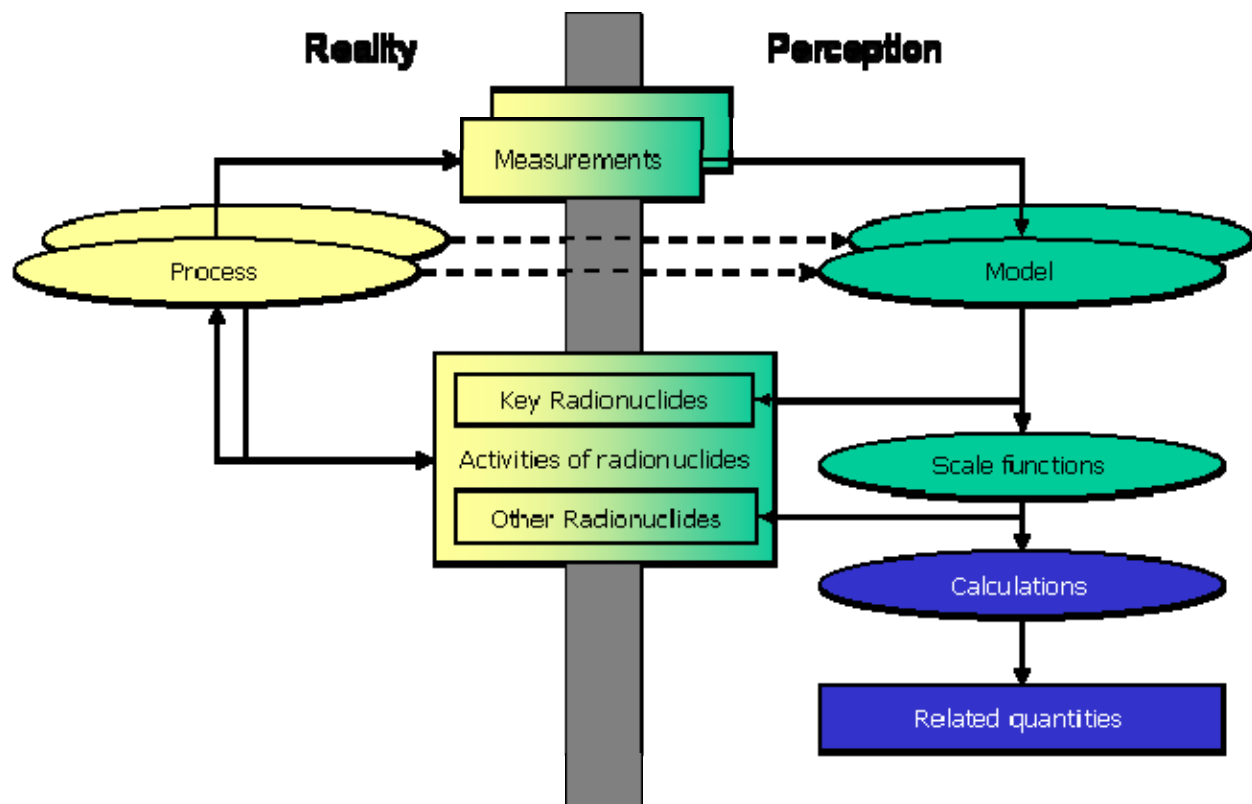 Reality
Perception
Measurements
Process
Model
Key Radionuclides
Activities of radionuclides
Scale functions
Other Radionuclides
Calculations
Related quantities